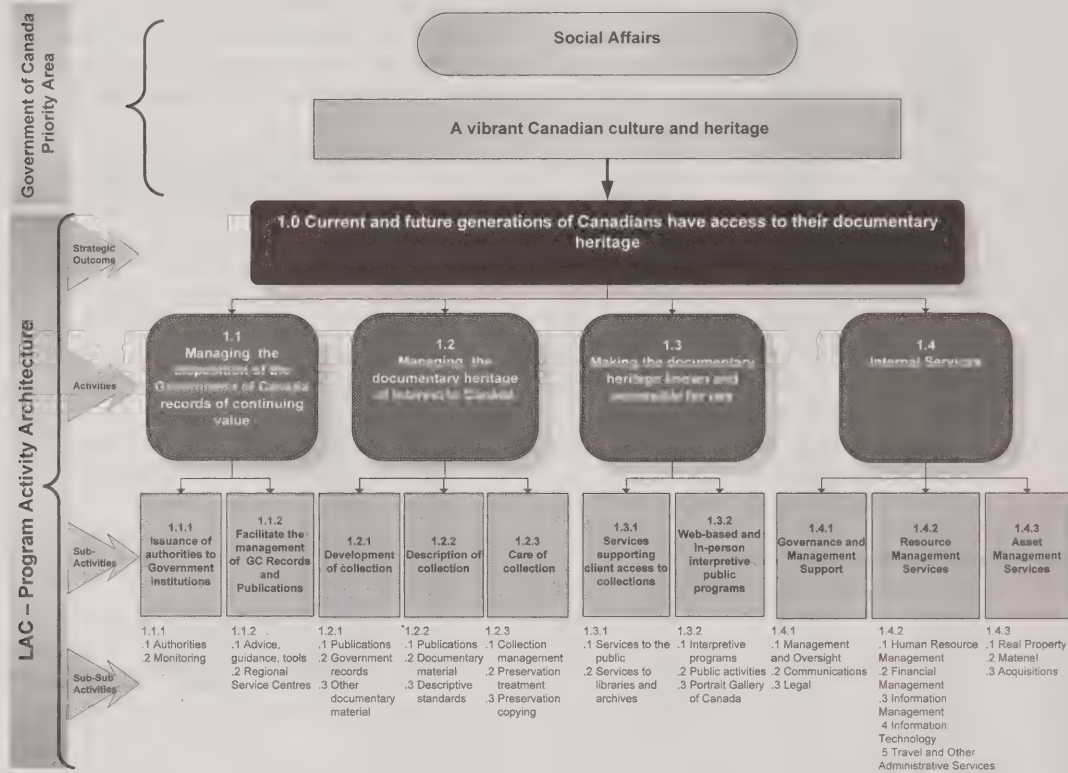 Government of Canada
Priority Area
Social Affairs
A vibrant Canadian culture and heritage
LAC – Program Activity Architecture
Strategic
Outcome
1.0 Current and future generations of Canadians have access to their documentary
heritage
Activities
1.1
Managing the
disposition of the
Government of Canada
records of continuing
value
1.2
Managing the
documentary heritage
of interest to Canada
1.3
Making the documentary
heritage known and
accessible for use
1.4
Internal Services
Sub-
Activities
1.1.1
Issuance of
authorities to
Government
institutions
1.1.2
Facilitate the
management
of GC Records
and
Publications
1.2.1
Development
of collection
1.2.2
Description of
collection
1.2.3
Care of
collection
1.3.1
Services
supporting
client access to
collections
1.3.2
Web-based and
in-person
interpretive
public
programs
1.4.1
Governance and
Management
Support
1.4.2
Resource
Management
Services
1.4.3
Asset
Management
Services
Sub-Sub
Activities
1.1.1
.1 Authorities
.2 Monitoring
1.1.2
.1 Advice,
guidance, tools
.2 Regional
Service Centres
1.2.1
.1 Publications
.2 Government
records
.3 Other
documentary
material
1.2.2
.1 Publications
.2 Documentary
material
.3 Descriptive
standards
1.2.3
.1 Collection
management
.2 Preservation
treatment
.3 Preservation
copying
1.3.1
.1 Services to the
public
.2 Services to
libraries and
archives
1.3.2
.1 Interpretive
programs
.2 Public activities
.3 Portrait Gallery
of Canada
1.4.1
.1 Management
and Oversight
.2 Communications
.3 Legal
1.4.2
.1 Human Resource
Management
.2 Financial
Management
.3 Information
Management
4 Information
Technology
5 Travel and Other
Administrative Services
1.4.3
.1 Real Property
.2 Materiel
.3 Acquisitions